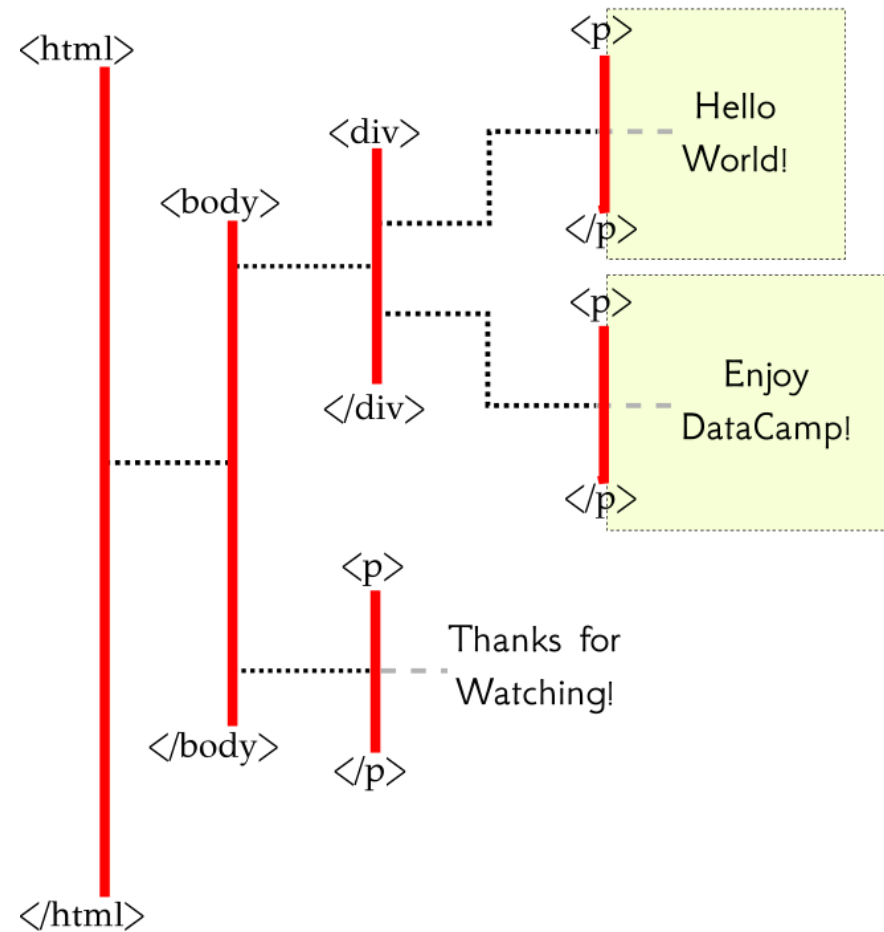 <html>
<body>
<div>
<p>
Hello
World!
</p>
<p>
Enjoy
DataCamp!
</p>
</div>
<p>
Thanks for
Watching!
</p>
</body>
</html>